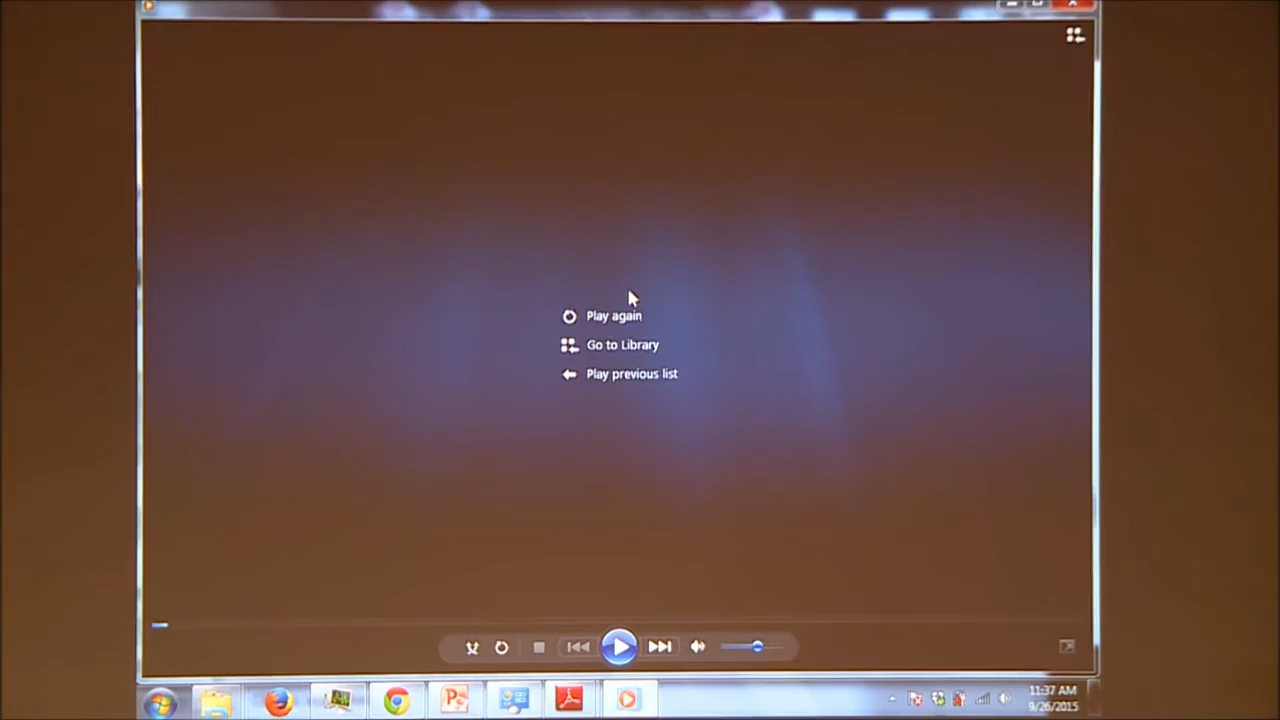 Play again
Go to Library
Play previous list
11:37 AM
9/26/2015